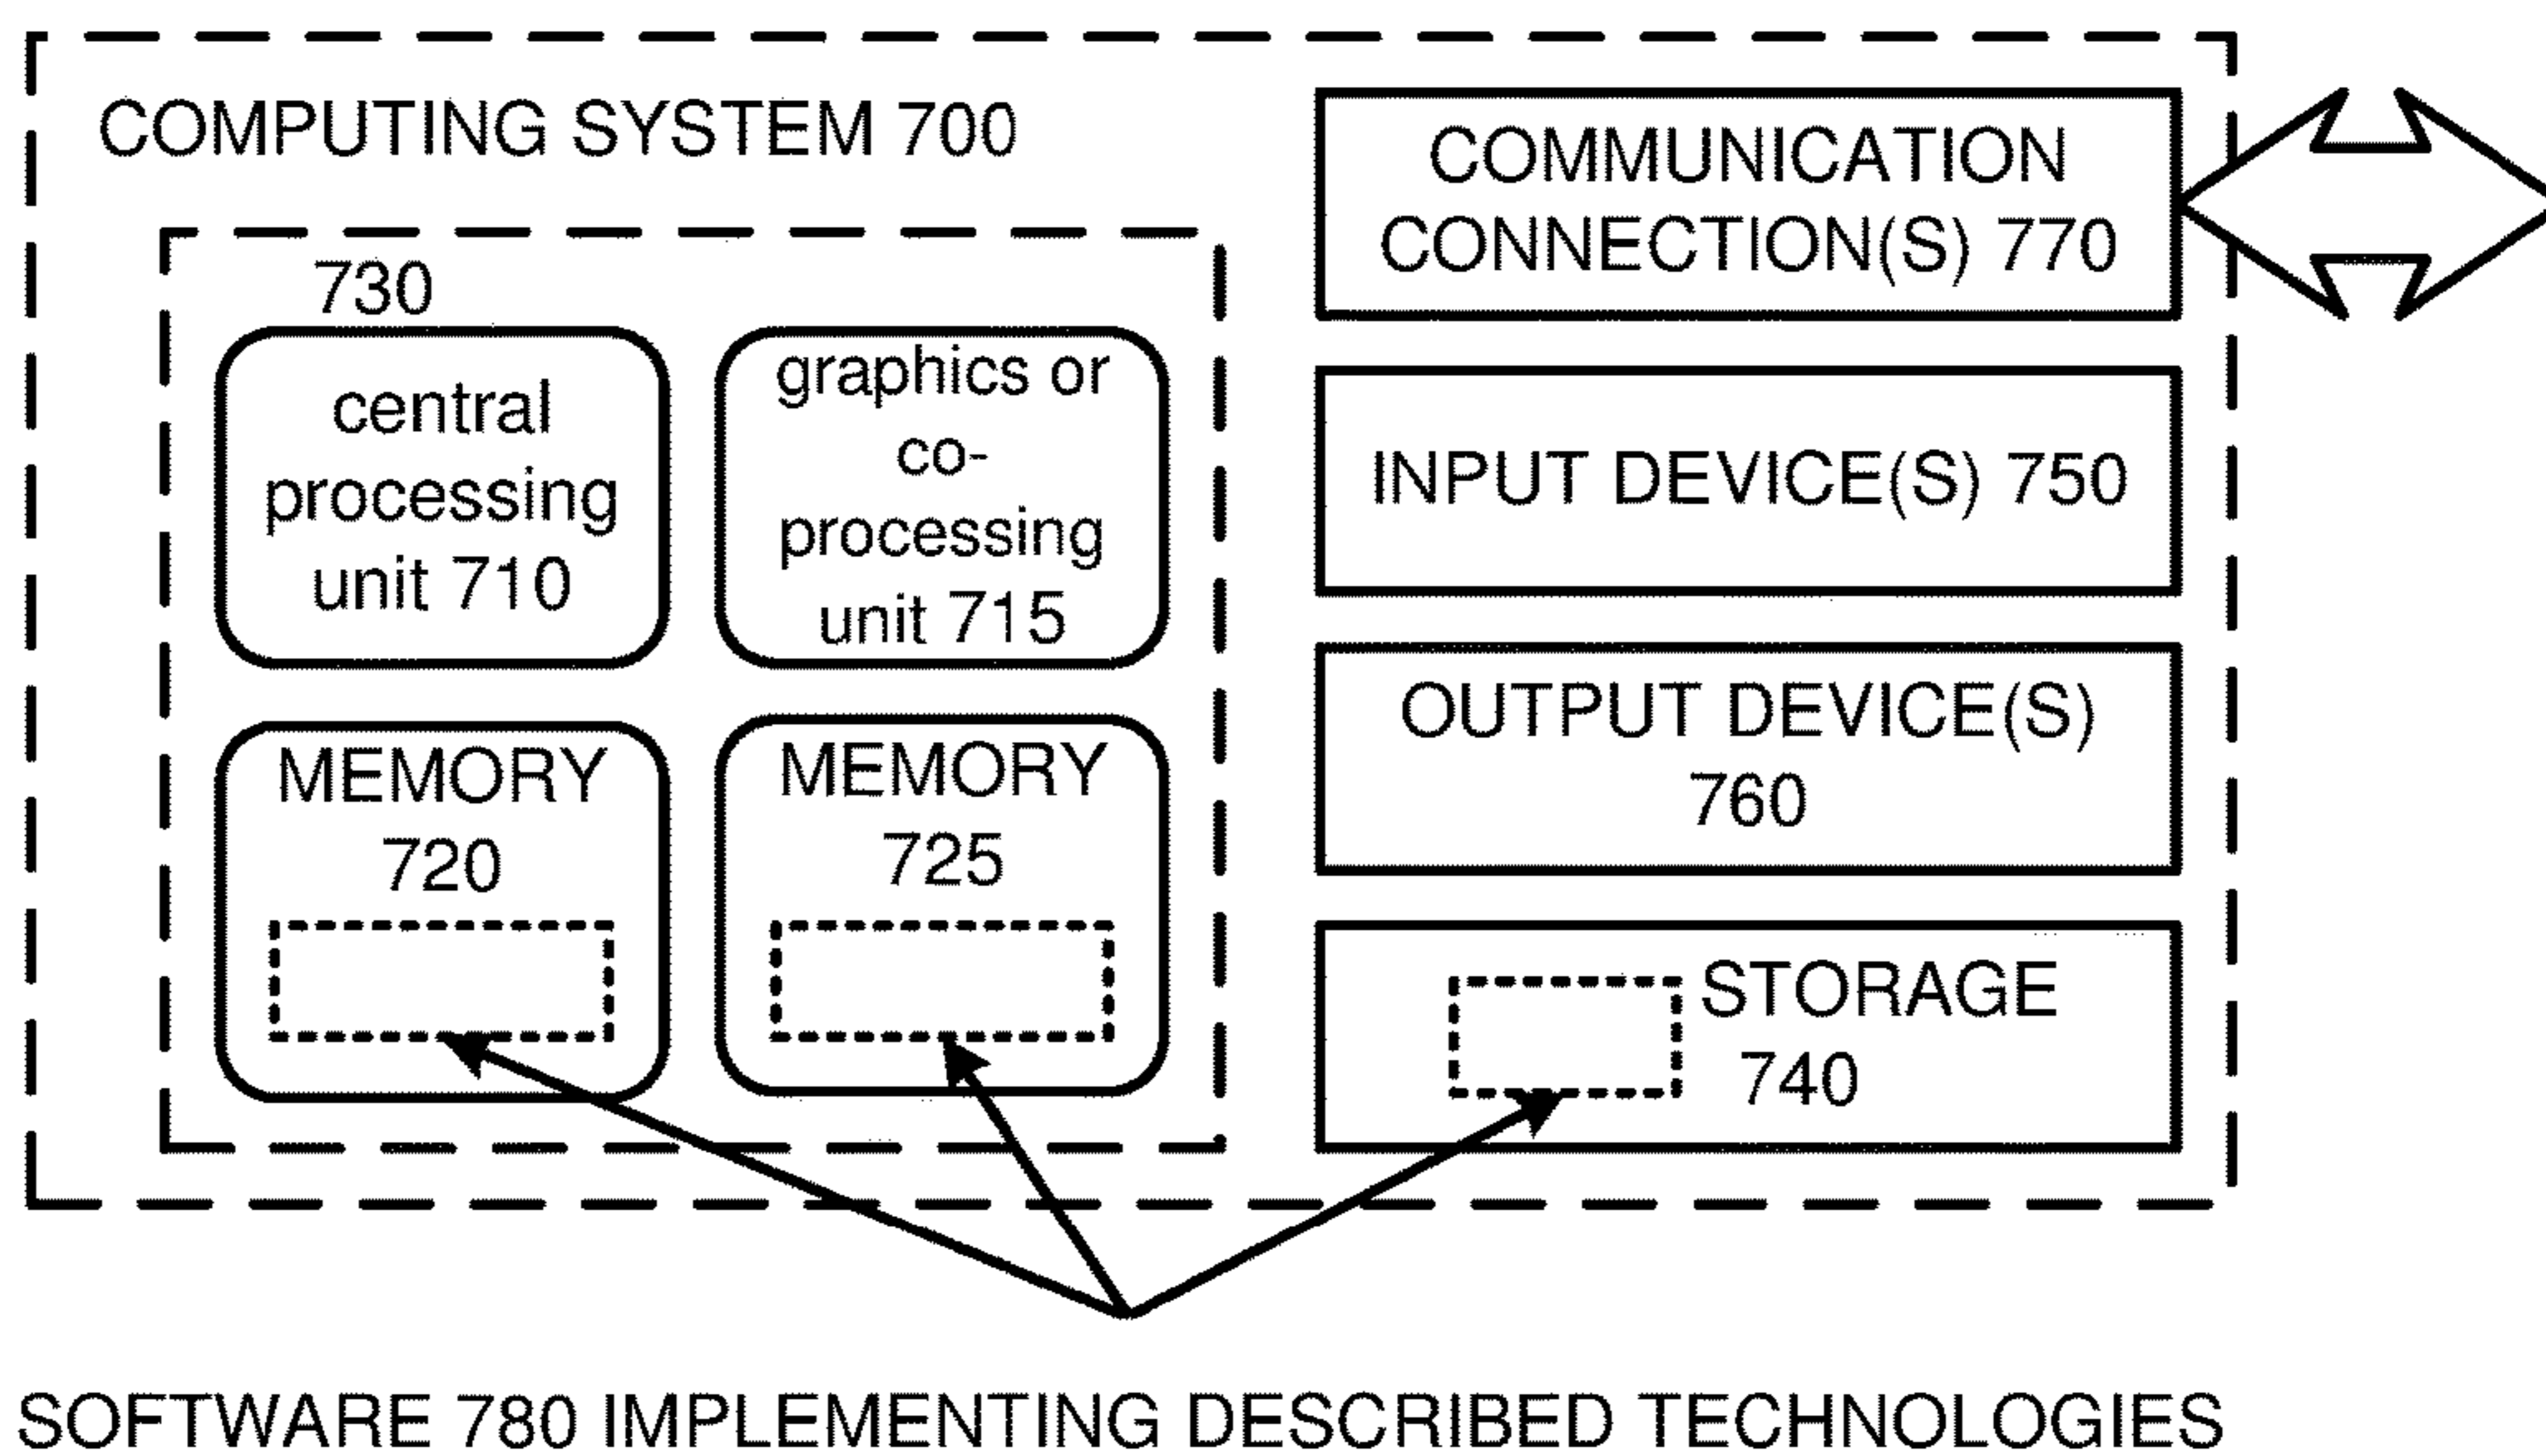 COMPUTING SYSTEM 700
730
central
processing
unit 710
graphics or
co-
processing
unit 715
MEMORY
720
MEMORY
725
COMMUNICATION
CONNECTION(S) 770
INPUT DEVICE(S) 750
OUTPUT DEVICE(S)
760
STORAGE
740
SOFTWARE 780 IMPLEMENTING DESCRIBED TECHNOLOGIES